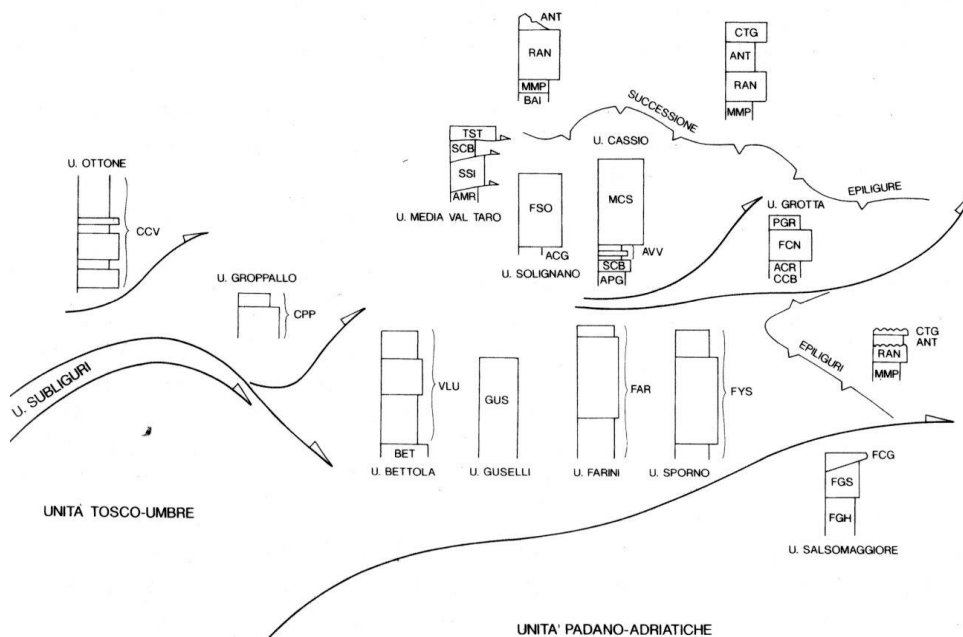 ANT
RAN
MMP
BAI
CTG
ANT
RAN
MMP
SUCCESSIONE
EPILIGURE
TST
SCB
SSI
AMR
U. MEDIA VAL TARO
U. OTTONE
CCV
U. CASSIO
MCS
AVV
SCB
APG
FSO
ACG
U. SOLIGNANO
U. GROTTA
PGR
FCN
ACR
CCB
U. GROPPALLO
CPP
EPILIGURI
CTG
ANT
RAN
MMP
U. SUBLIGURI
VLU
BET
U. BETTOLA
GUS
U. GUSELLI
FAR
U. FARINI
FYS
U. SPORNO
FCG
FGS
FGH
U. SALSOMAGGIORE
UNITÁ TOSCO-UMBRE
UNITA' PADANO-ADRIATICHE